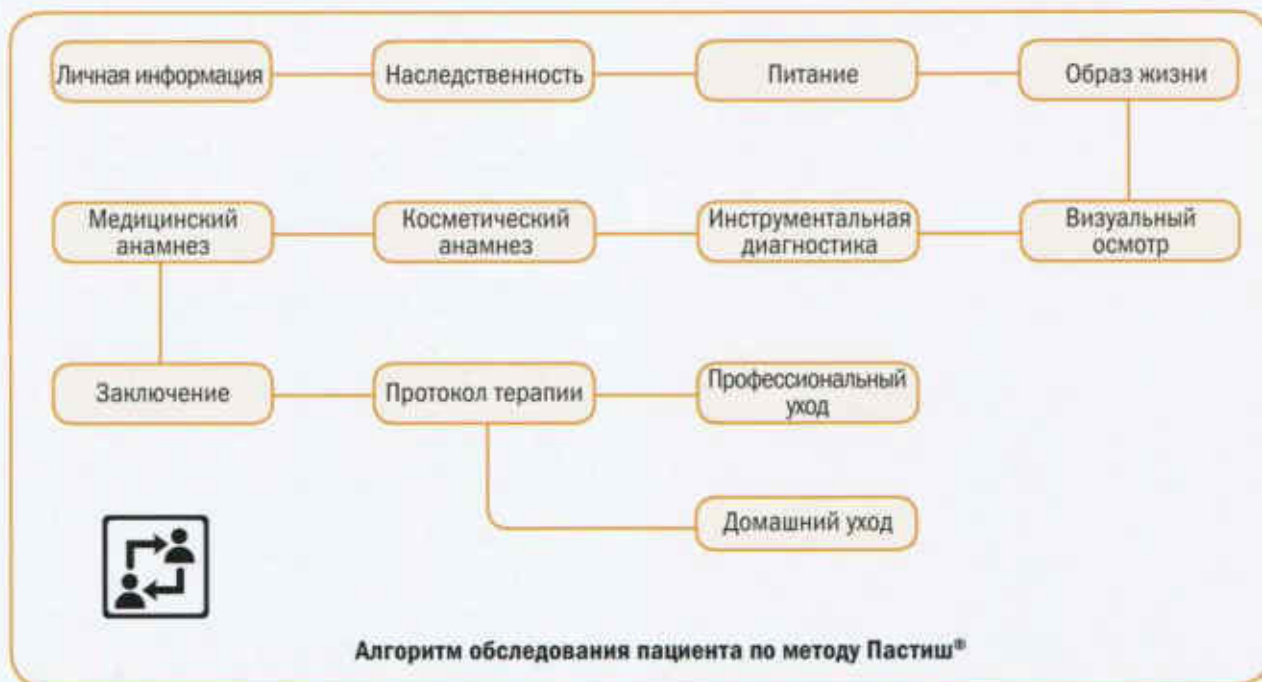 Личная информация
Наследственность
Питание
Образ жизни
Медицинский
анамнез
Косметический
анамнез
Инструментальная
диагностика
Визуальный
осмотр
Заключение
Протокол терапии
Профессиональный
уход
Домашний уход
Алгоритм обследования пациента по методу Пастиш®